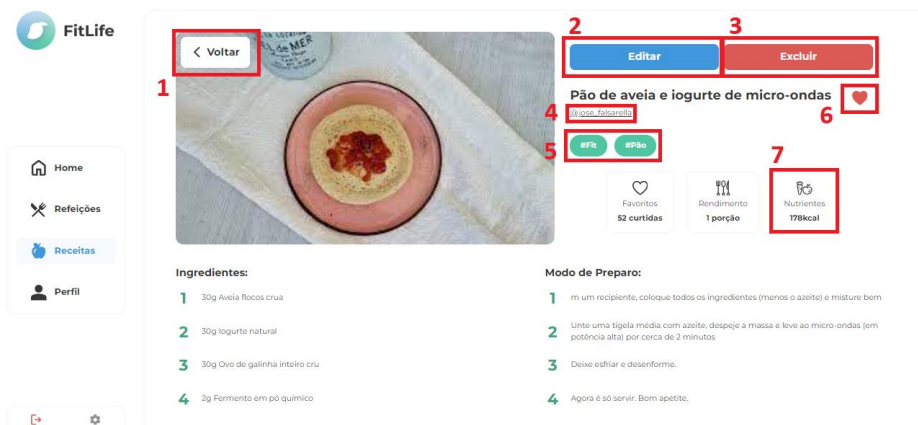 FitLife
Home
Refeições
Receitas
Perfil
1
Voltar
2
Editar
3
Excluir
Pão de aveia e iogurte de micro-ondas
6
4
@jose_falsarella
5
#Fit
#Pão
7
Favoritos
52 curtidas
Rendimento
1 porção
Nutrientes
178kcal
Ingredientes:
1 30g Aveia flocos crua
2 30g Iogurte natural
3 30g Ovo de galinha inteiro cru
4 2g Fermento em pó químico
Modo de Preparo:
1 m um recipiente, coloque todos os ingredientes (menos o azeite) e misture bem
2 Unte uma tigela média com azeite, despeje a massa e leve ao micro-ondas (em
potência alta) por cerca de 2 minutos
3 Deixe esfriar e desenforme.
4 Agora é só servir. Bom apetite.